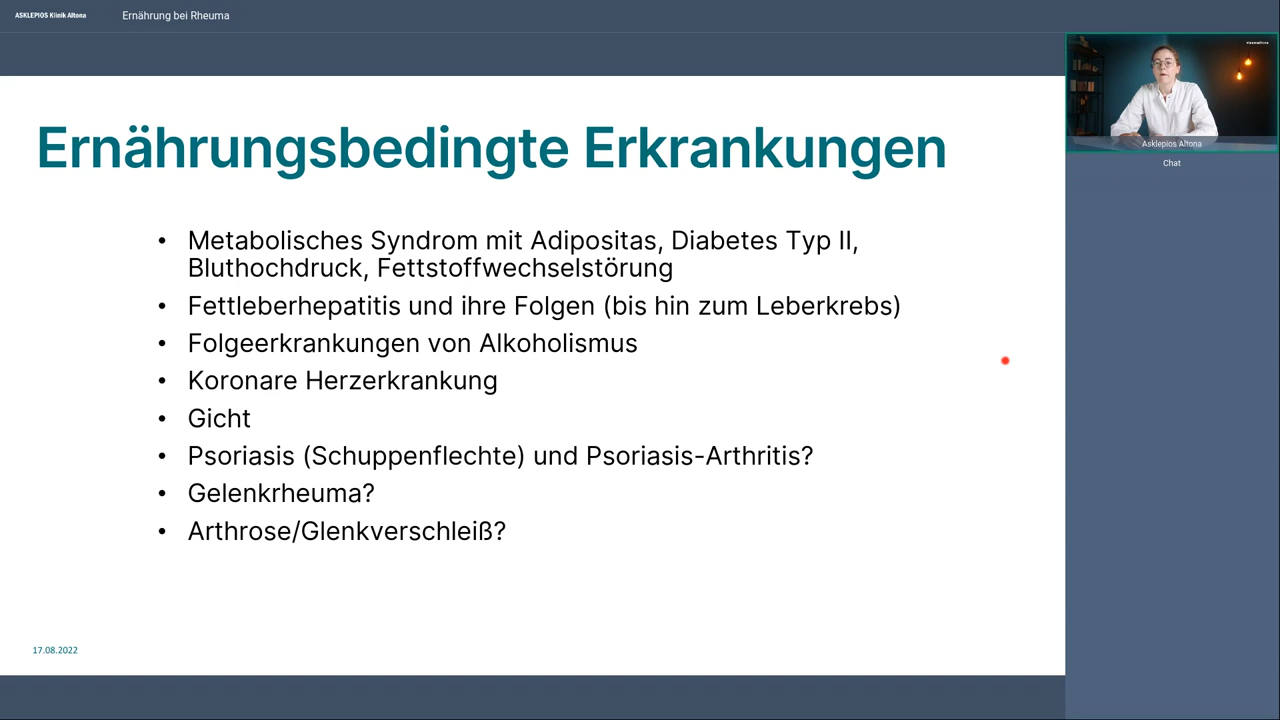 ASKLEPIOS Klinik Altona
Ernährung bei Rheuma
Ernährungsbedingte Erkrankungen
• Metabolisches Syndrom mit Adipositas, Diabetes Typ II,
Bluthochdruck, Fettstoffwechselstörung
• Fettleberhepatitis und ihre Folgen (bis hin zum Leberkrebs)
• Folgeerkrankungen von Alkoholismus
• Koronare Herzerkrankung
• Gicht
• Psoriasis (Schuppenflechte) und Psoriasis-Arthritis?
• Gelenkrheuma?
• Arthrose/Glenkverschleiß?
17.08.2022
Asklepios Altona
Chat